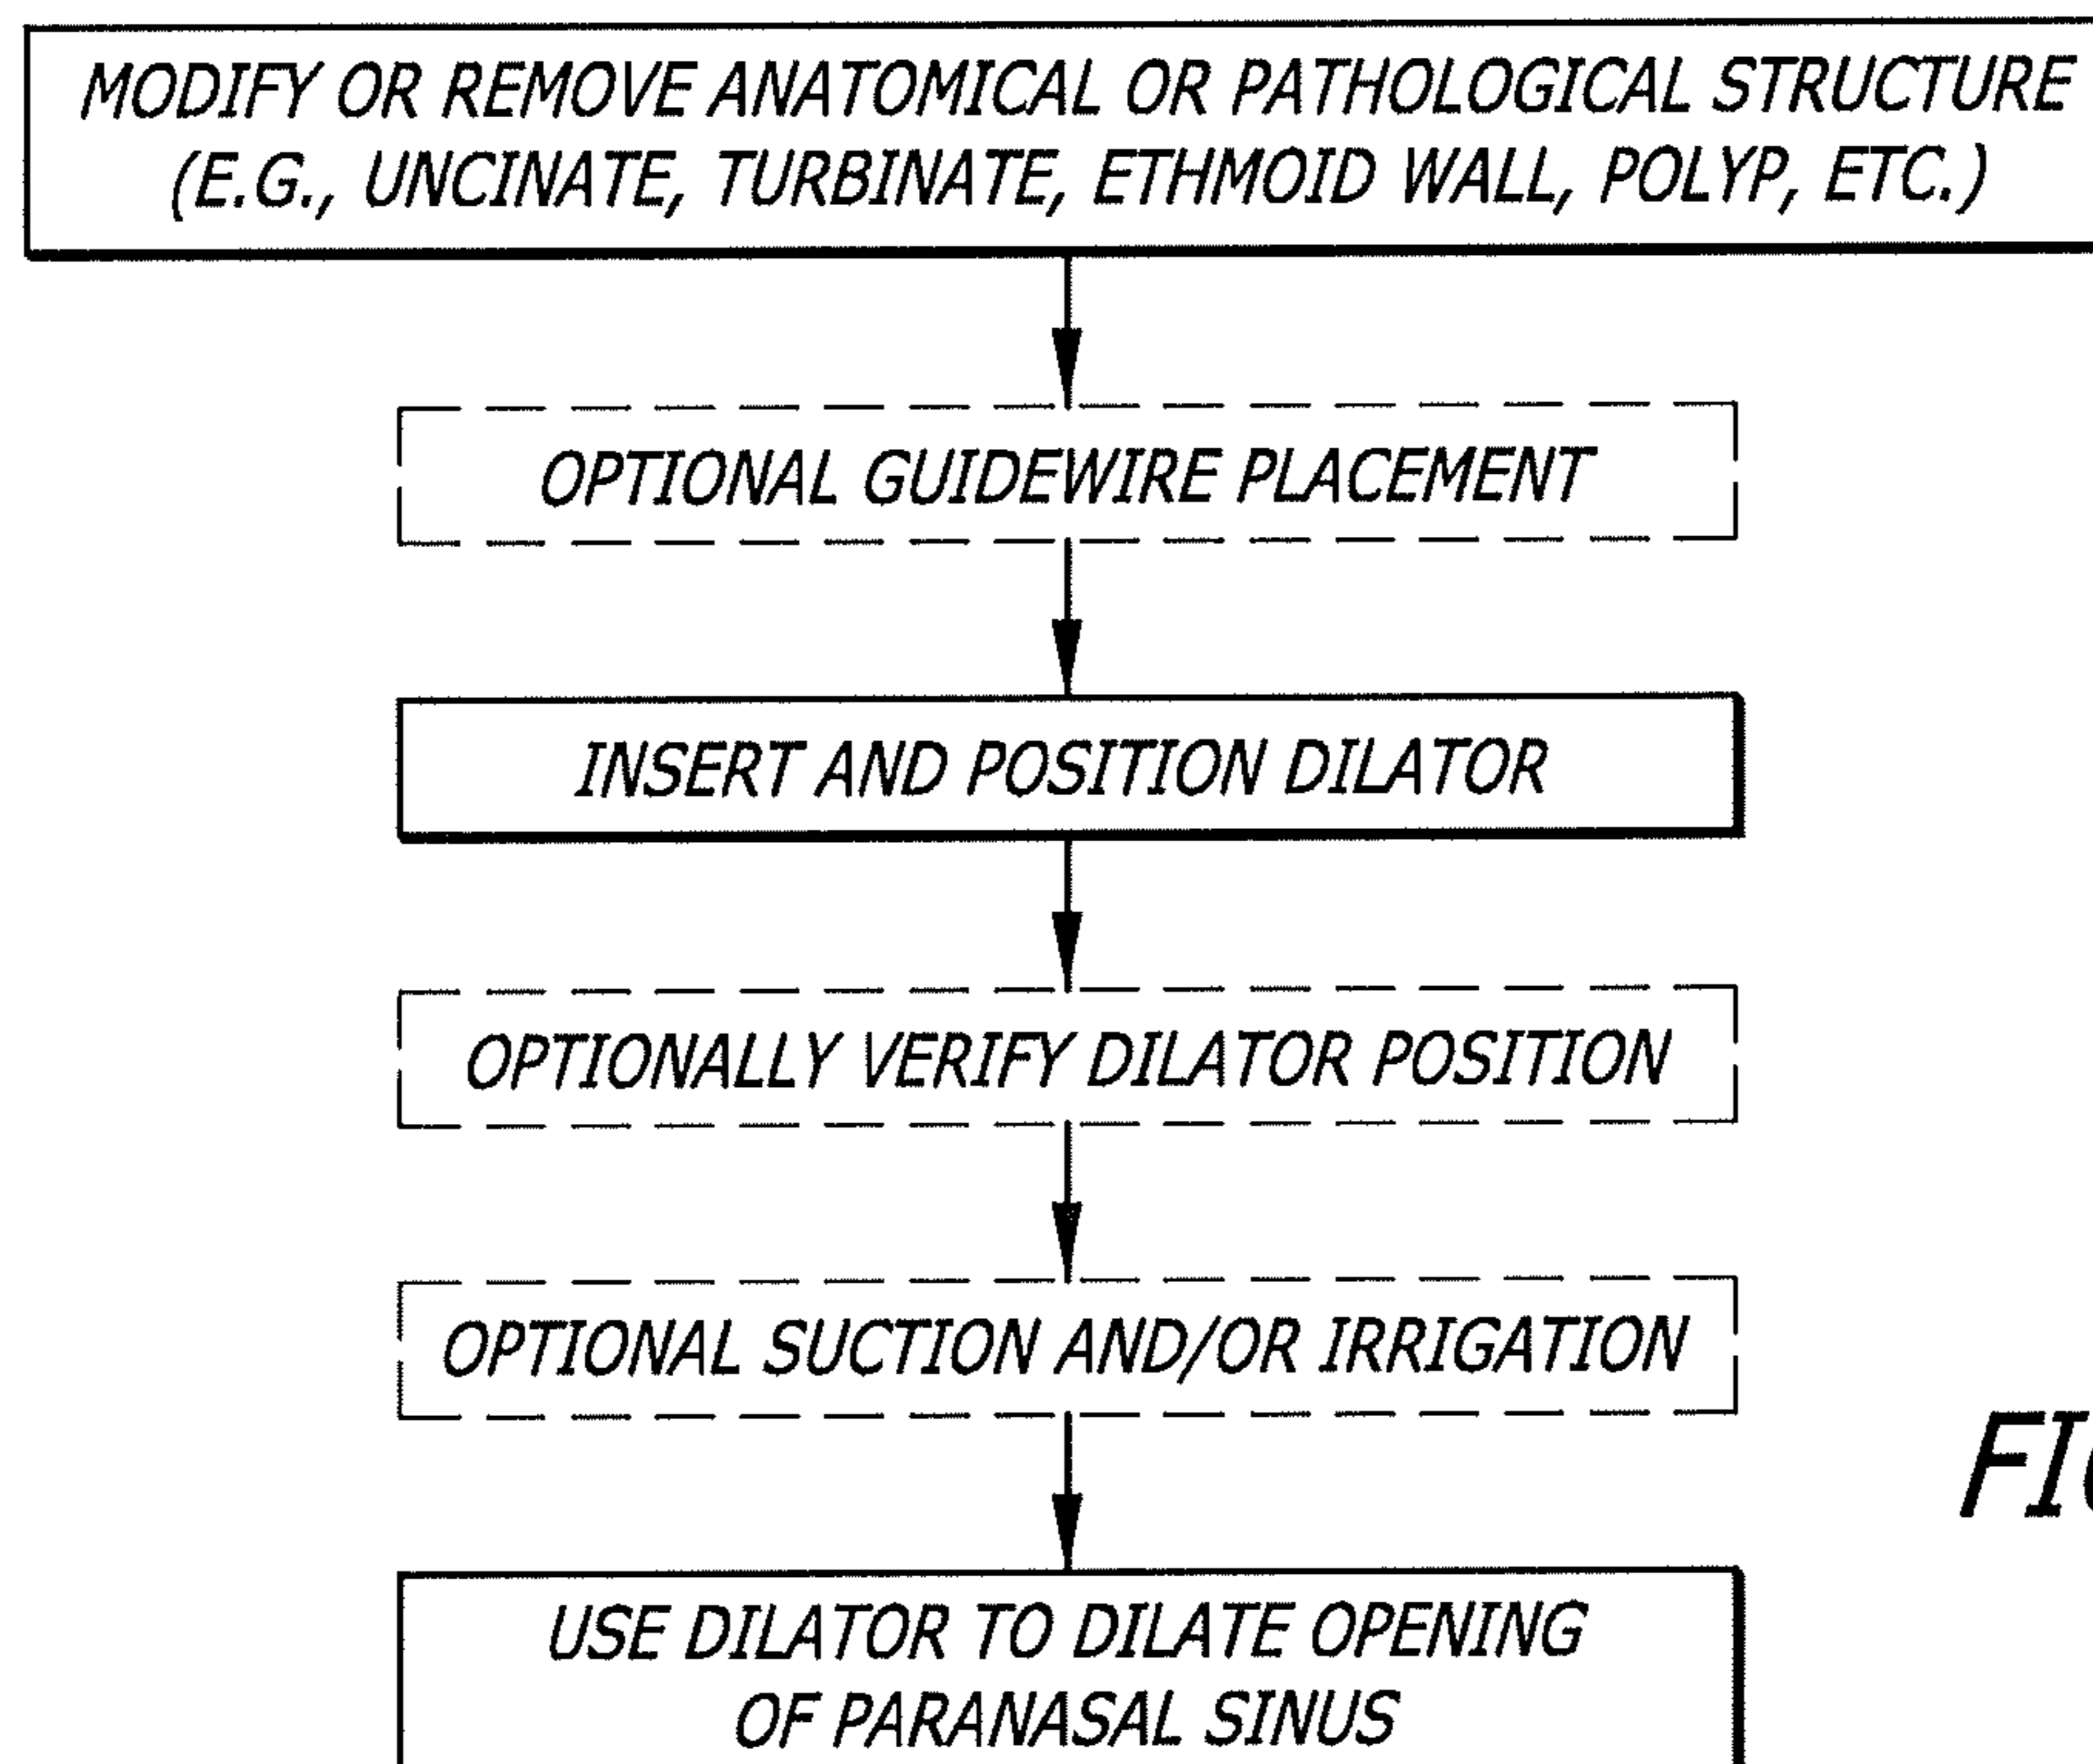 MODIFY OR REMOVE ANATOMICAL OR PATHOLOGICAL STRUCTURE
(E.G., UNCINATE, TURBINATE, ETHMOID WALL, POLYP, ETC.)
OPTIONAL GUIDEWIRE PLACEMENT
INSERT AND POSITION DILATOR
OPTIONALLY VERIFY DILATOR POSITION
OPTIONAL SUCTION AND/OR IRRIGATION
USE DILATOR TO DILATE OPENING
OF PARANASAL SINUS